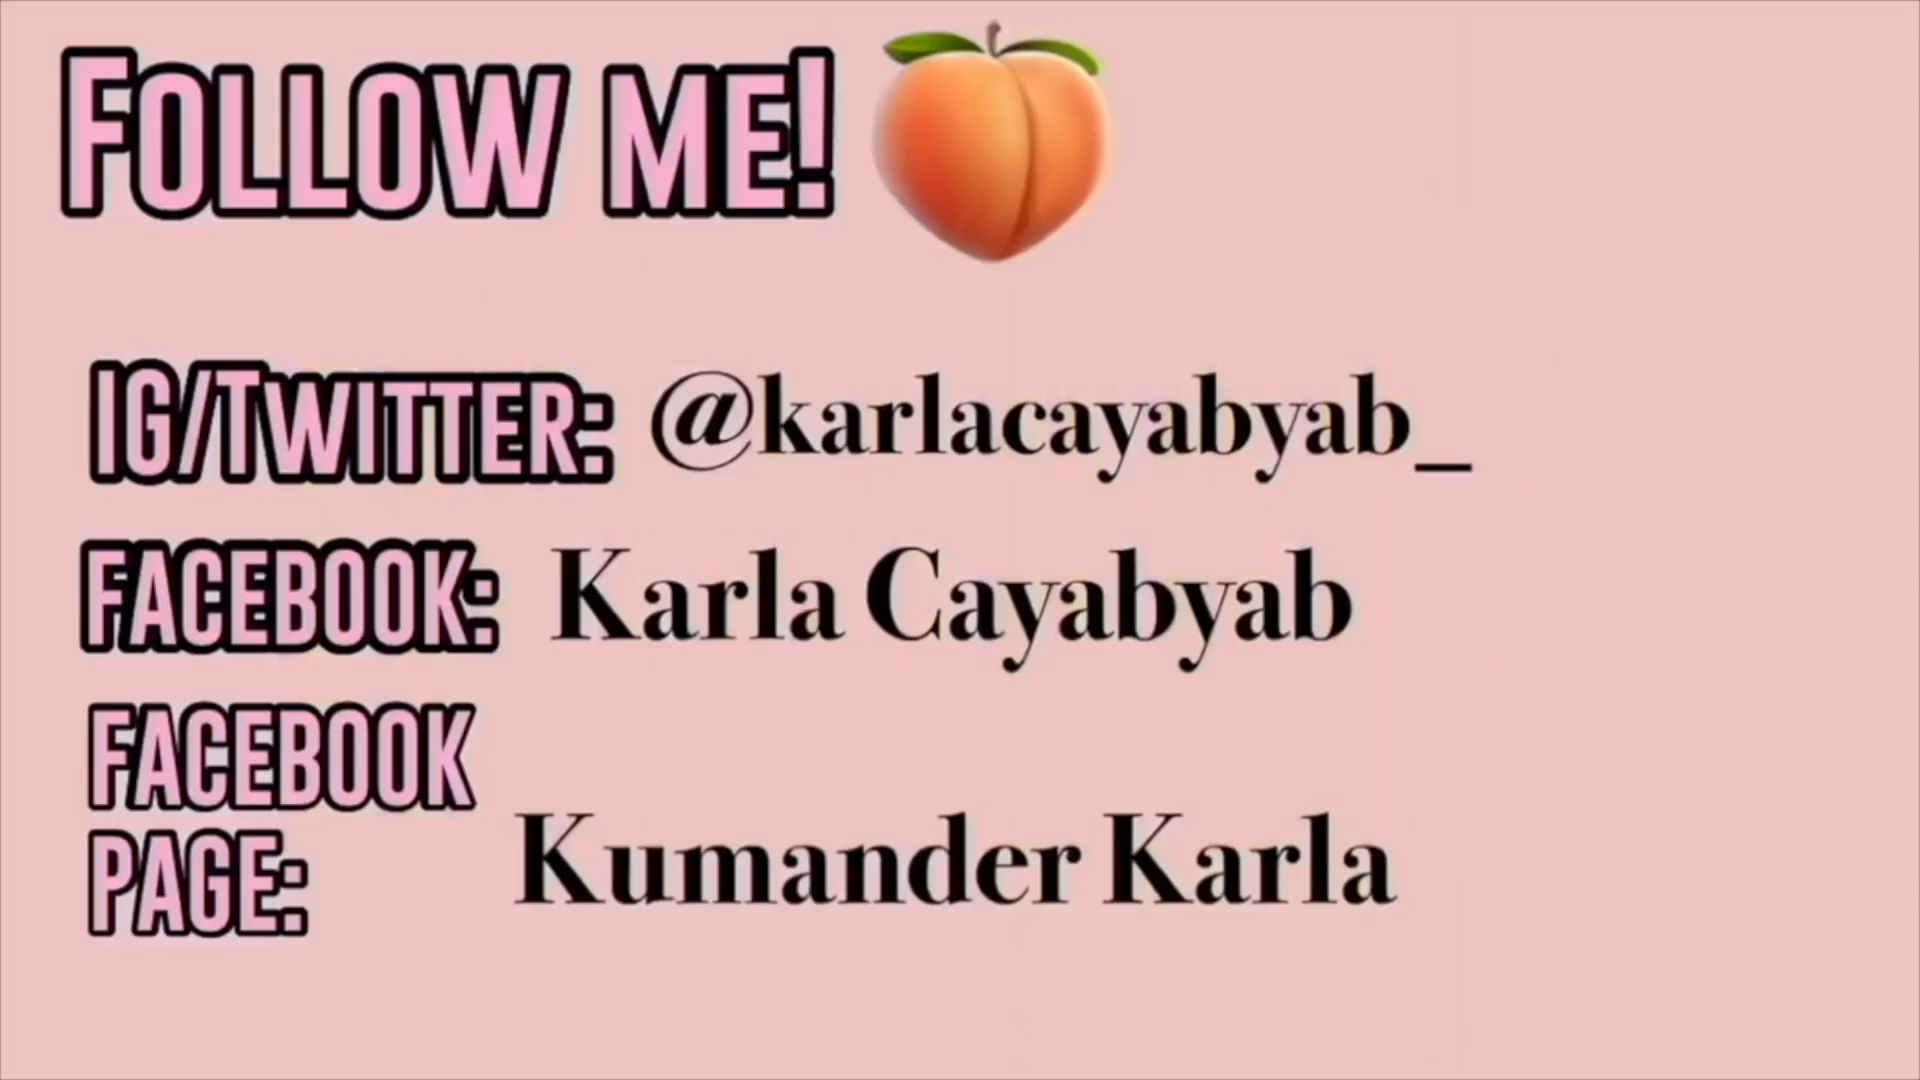 Follow me!
IG/Twitter: @karlacayabyab_
Facebook: Karla Cayabyab
Facebook
Page: Kumander Karla